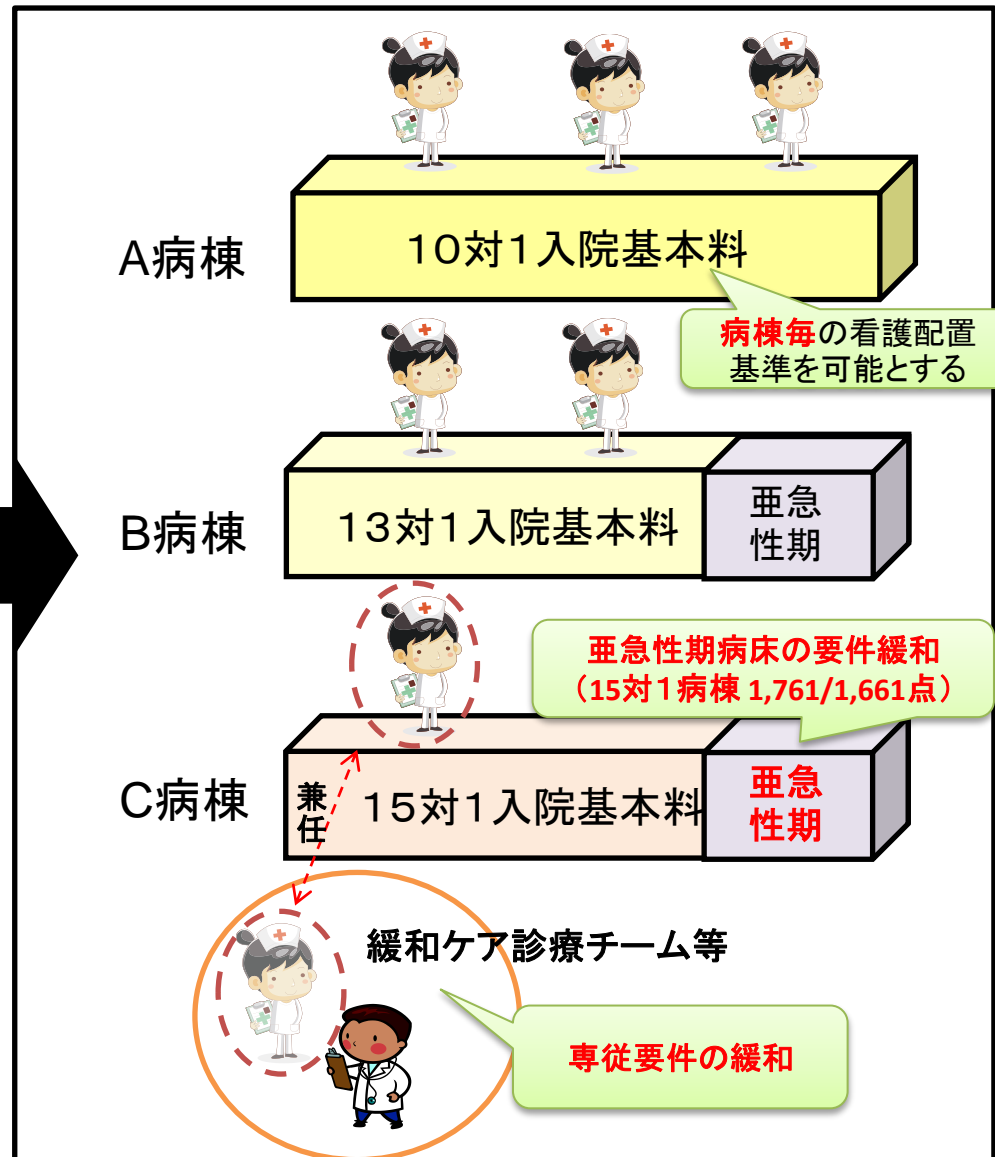 A病棟
10対1入院基本料
病棟毎の看護配置
基準を可能とする
B病棟
13対1入院基本料
亜急
性期
亜急性期病床の要件緩和
（15対1病棟 1,761/1,661点）
C病棟
兼
任
15対1入院基本料
亜急
性期
緩和ケア診療チーム等
専従要件の緩和